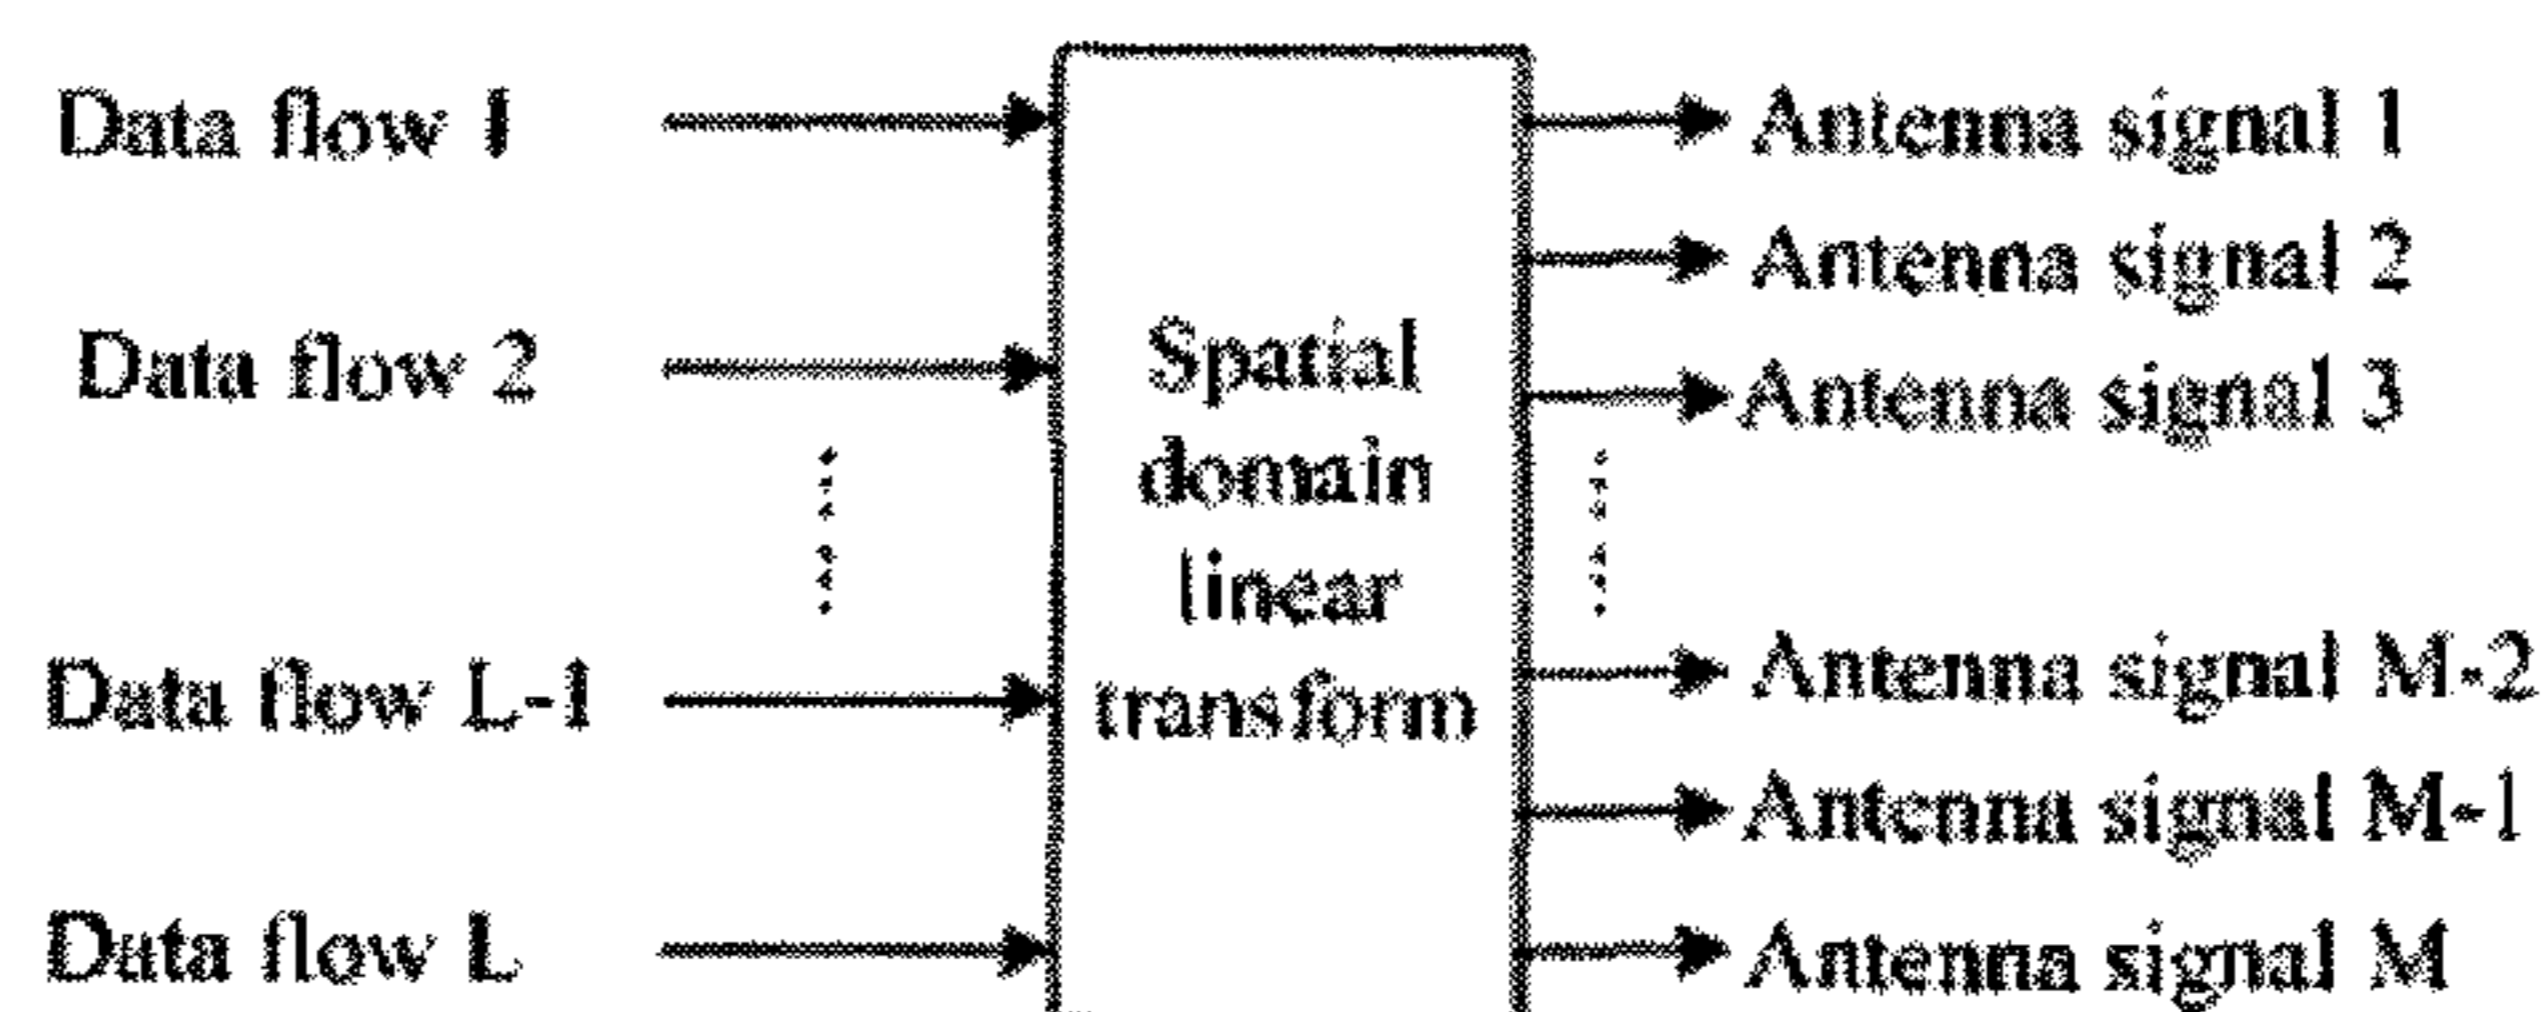 Data flow 1
Data flow 2
Data flow L-1
Data flow L
Spatial
domain
linear
transform
Antenna signal 1
Antenna signal 2
Antenna signal 3
Antenna signal M-2
Antenna signal M-1
Antenna signal M